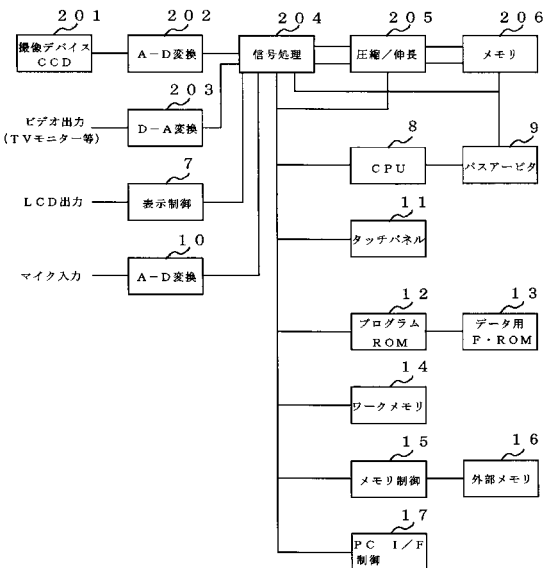 201
撮像デバイス
CCD
202
A-D変換
204
信号処理
205
圧縮/伸長
206
メモリ
203
D-A変換
ビデオ出力
(TVモニター等)
8
CPU
9
バスアービタ
7
表示制御
LCD出力
11
タッチパネル
10
A-D変換
マイク入力
12
プログラム
ROM
13
データ用
F・ROM
14
ワークメモリ
15
メモリ制御
16
外部メモリ
17
PC I/F
制御